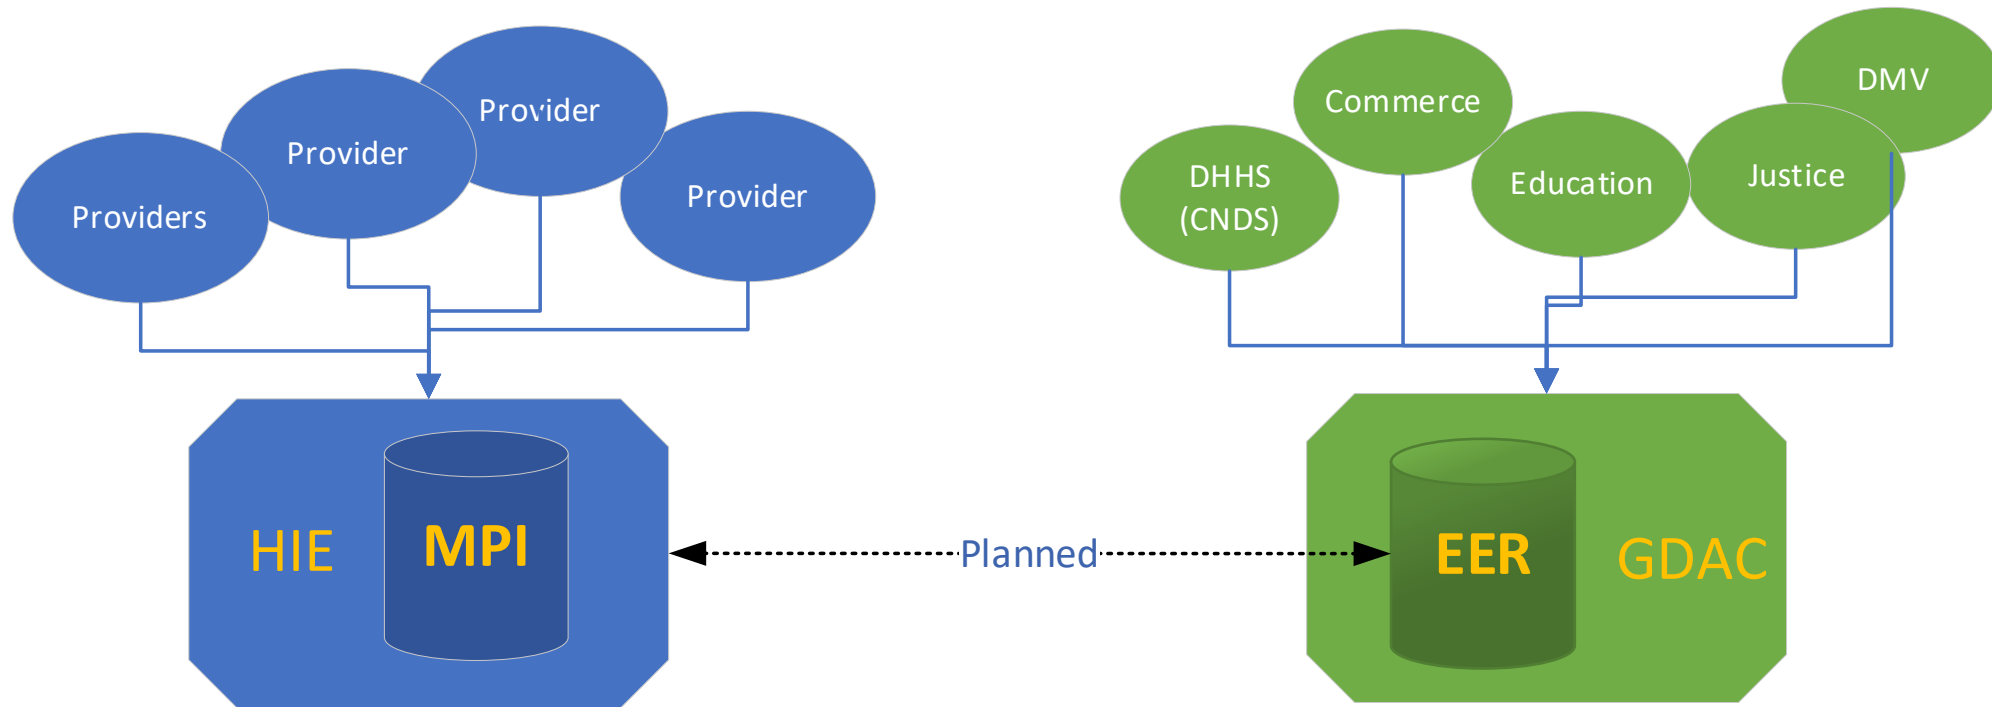 Providers
Provider
Provider
Provider
DHHS
(CNDS)
Commerce
Education
Justice
DMV
HIE
MPI
Planned
EER
GDAC